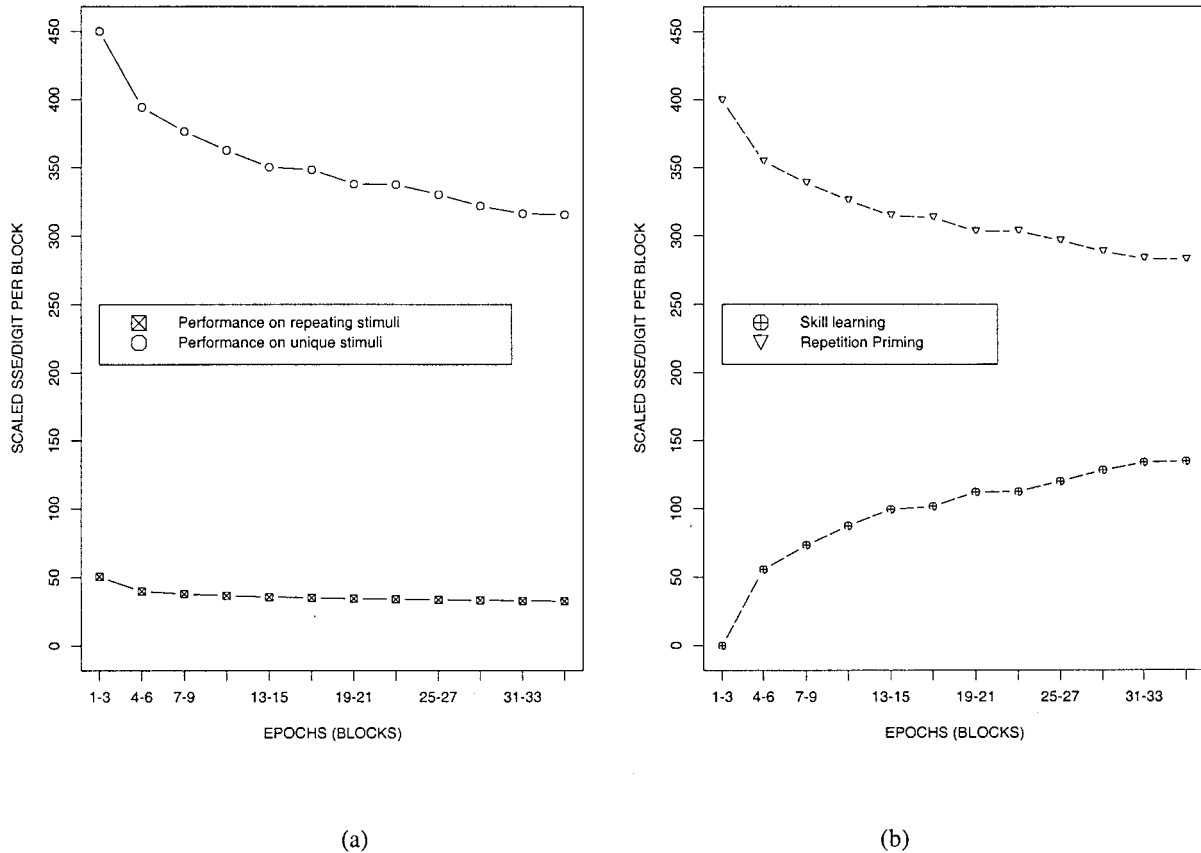 SCALED SSE/DIGIT PER BLOCK
450
400
350
300
250
200
150
100
50
0
Performance on repeating stimuli
Performance on unique stimuli
1-3 4-6 7-9 13-15 19-21 25-27 31-33
EPOCHS (BLOCKS)
(a)
SCALED SSE/DIGIT PER BLOCK
450
400
350
300
250
200
150
100
50
0
Skill learning
Repetition Priming
1-3 4-6 7-9 13-15 19-21 25-27 31-33
EPOCHS (BLOCKS)
(b)